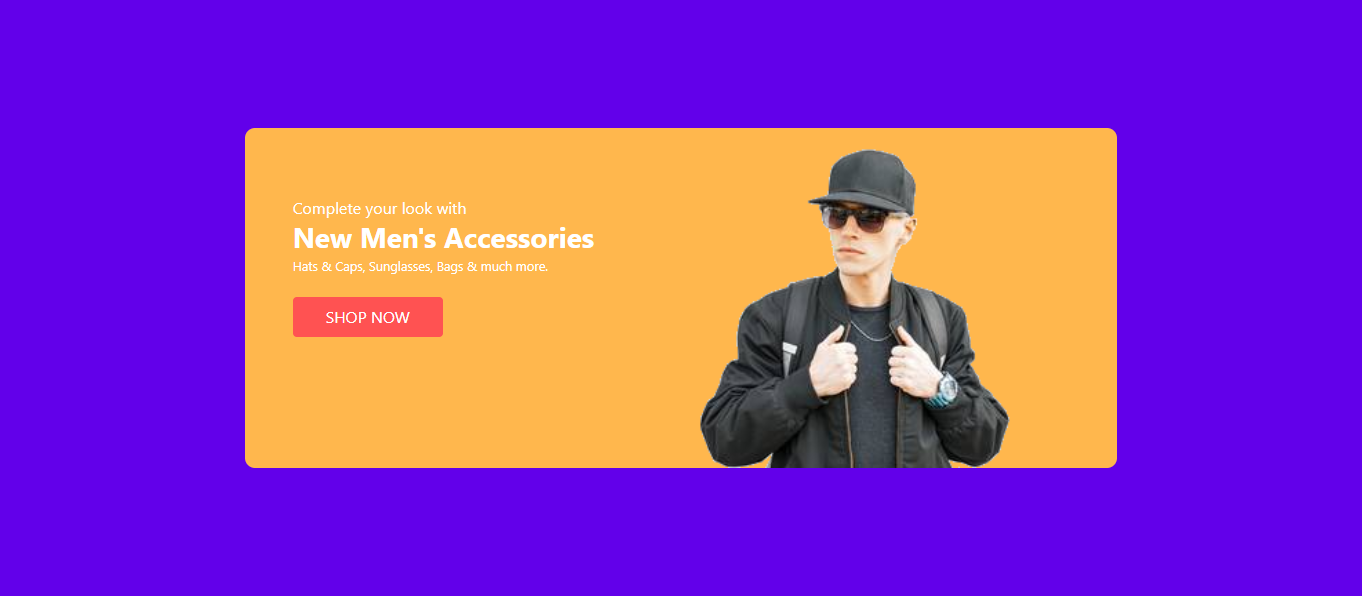 Complete your look with
New Men's Accessories
Hats & Caps, Sunglasses, Bags & much more.
SHOP NOW